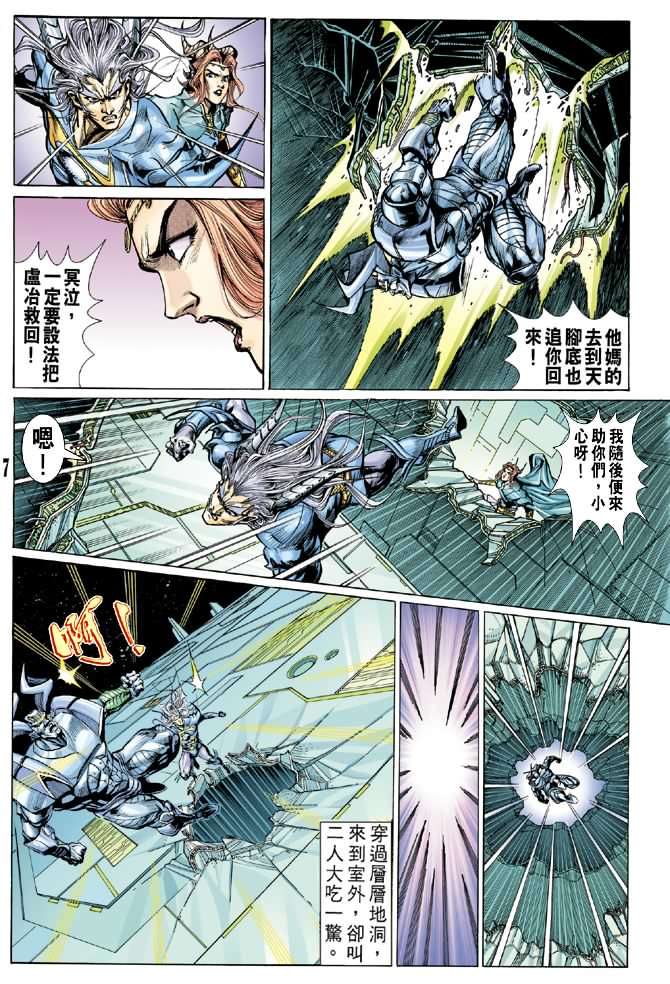 他媽的
去到天
腳底也
追你回
來！
冥泣，
一定要設法把
盧冶救回！
我隨後便來
助你們，小
心呀！
嗯！
7
啊！
穿過層層地洞，
來到室外，卻叫
二人大吃一驚。